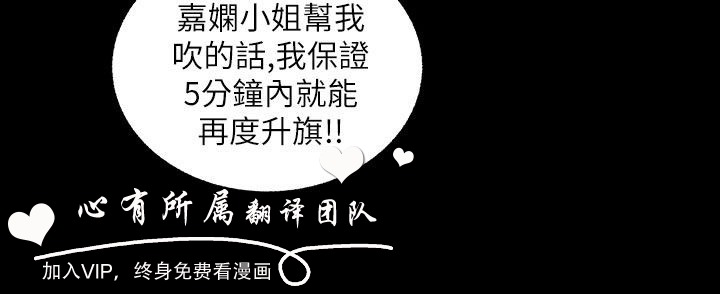 嘉嫻小姐幫我
吹的話,我保證
5分鐘內就能
再度升旗!!
心有所属翻译团队
加入VIP，终身免费看漫画